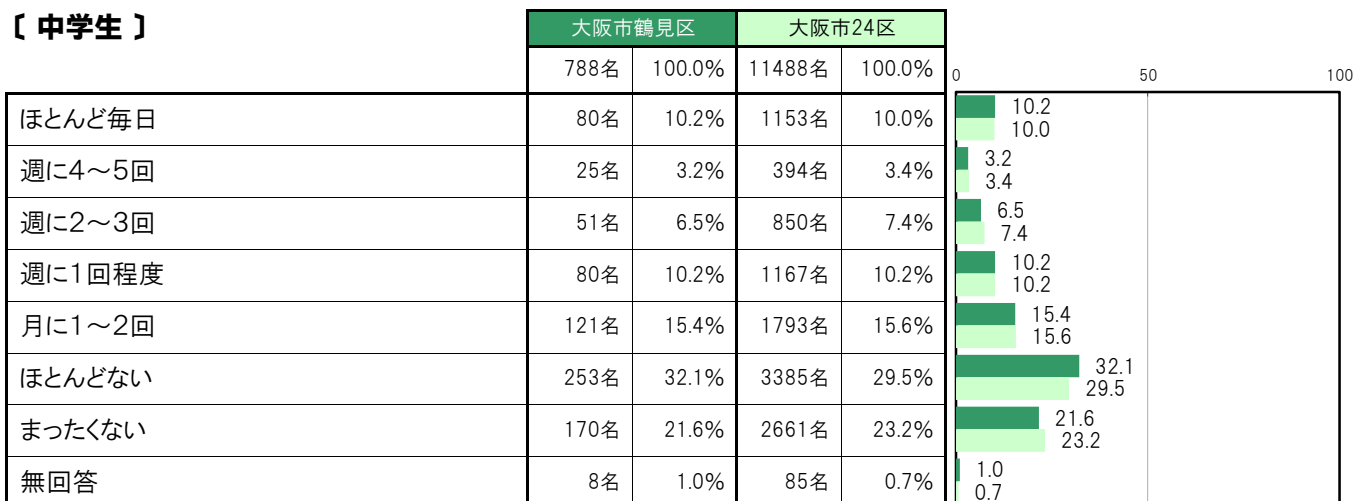 〔 中学生 〕
大阪市鶴見区 大阪市24区
788名 100.0% 11488名 100.0%
0 50 100
ほとんど毎日 80名 10.2% 1153名 10.0%
10.2
10.0
週に4～5回 25名 3.2% 394名 3.4%
3.2
3.4
週に2～3回 51名 6.5% 850名 7.4%
6.5
7.4
週に1回程度 80名 10.2% 1167名 10.2%
10.2
10.2
月に1～2回 121名 15.4% 1793名 15.6%
15.4
15.6
ほとんどない 253名 32.1% 3385名 29.5%
32.1
29.5
まったくない 170名 21.6% 2661名 23.2%
21.6
23.2
無回答 8名 1.0% 85名 0.7%
1.0
0.7